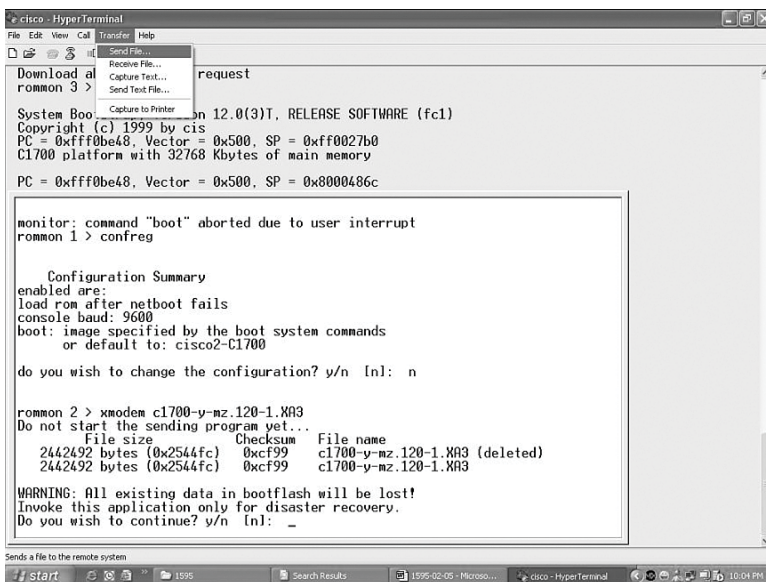 cisco - HyperTerminal
File Edit View Call Transfer Help
Send File...
Receive File...
Capture Text...
Send Text File...
Capture to Printer
Download request
rommon 3 >
System Boo on 12.0(3)T, RELEASE SOFTWARE (fc1)
Copyright (c) 1999 by cis
PC = 0xfff0be48, Vector = 0x500, SP = 0xff0027b0
C1700 platform with 32768 Kbytes of main memory
PC = 0xfff0be48, Vector = 0x500, SP = 0x8000486c
monitor: command "boot" aborted due to user interrupt
rommon 1 > confreg
Configuration Summary
enabled are:
load rom after netboot fails
console baud: 9600
boot: image specified by the boot system commands
or default to: cisco2-C1700
do you wish to change the configuration? y/n [n]: n
rommon 2 > xmodem c1700-y-mz.120-1.XA3
Do not start the sending program yet...
File size Checksum File name
2442492 bytes (0x2544fc) 0xcf99 c1700-y-mz.120-1.XA3 (deleted)
2442492 bytes (0x2544fc) 0xcf99 c1700-y-mz.120-1.XA3
WARNING: All existing data in bootflash will be lost!
Invoke this application only for disaster recovery.
Do you wish to continue? y/n [n]: _
Sends a file to the remote system
start 1595 Search Results 1595-02-05 - Microso... cisco - HyperTerminal 10:04 PM